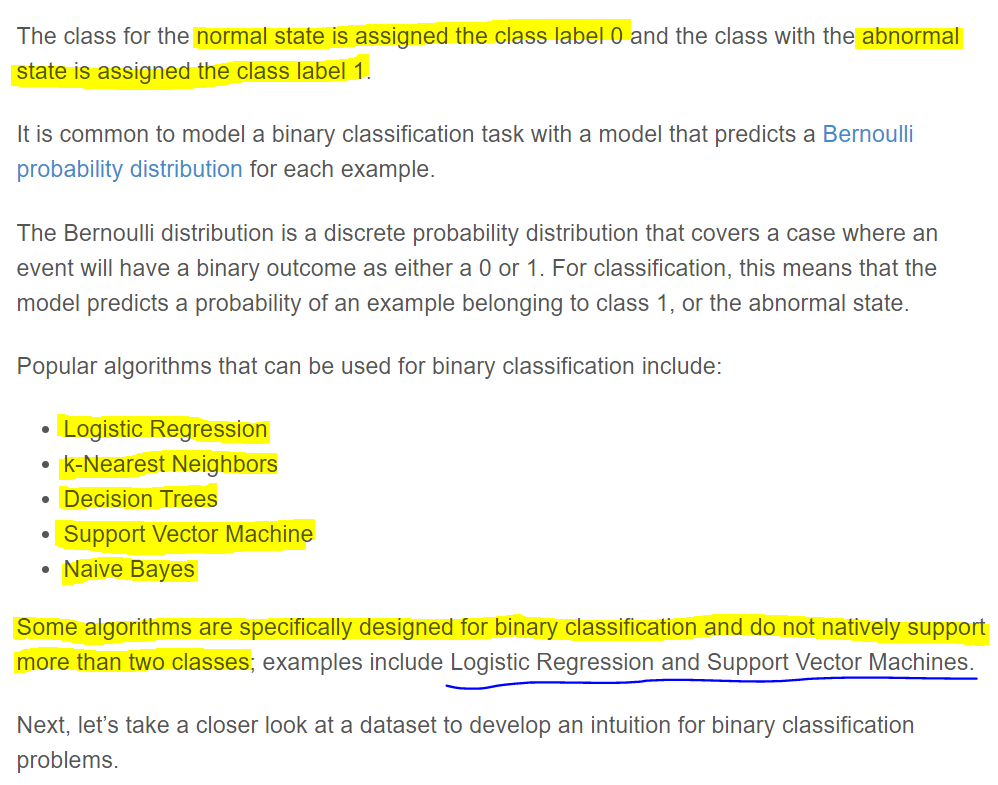 The class for the normal state is assigned the class label 0 and the class with the abnormal
state is assigned the class label 1.
It is common to model a binary classification task with a model that predicts a Bernoulli
probability distribution for each example.
The Bernoulli distribution is a discrete probability distribution that covers a case where an
event will have a binary outcome as either a 0 or 1. For classification, this means that the
model predicts a probability of an example belonging to class 1, or the abnormal state.
Popular algorithms that can be used for binary classification include:
• Logistic Regression
• k-Nearest Neighbors
• Decision Trees
• Support Vector Machine
• Naive Bayes
Some algorithms are specifically designed for binary classification and do not natively support
more than two classes; examples include Logistic Regression and Support Vector Machines.
Next, let’s take a closer look at a dataset to develop an intuition for binary classification
problems.